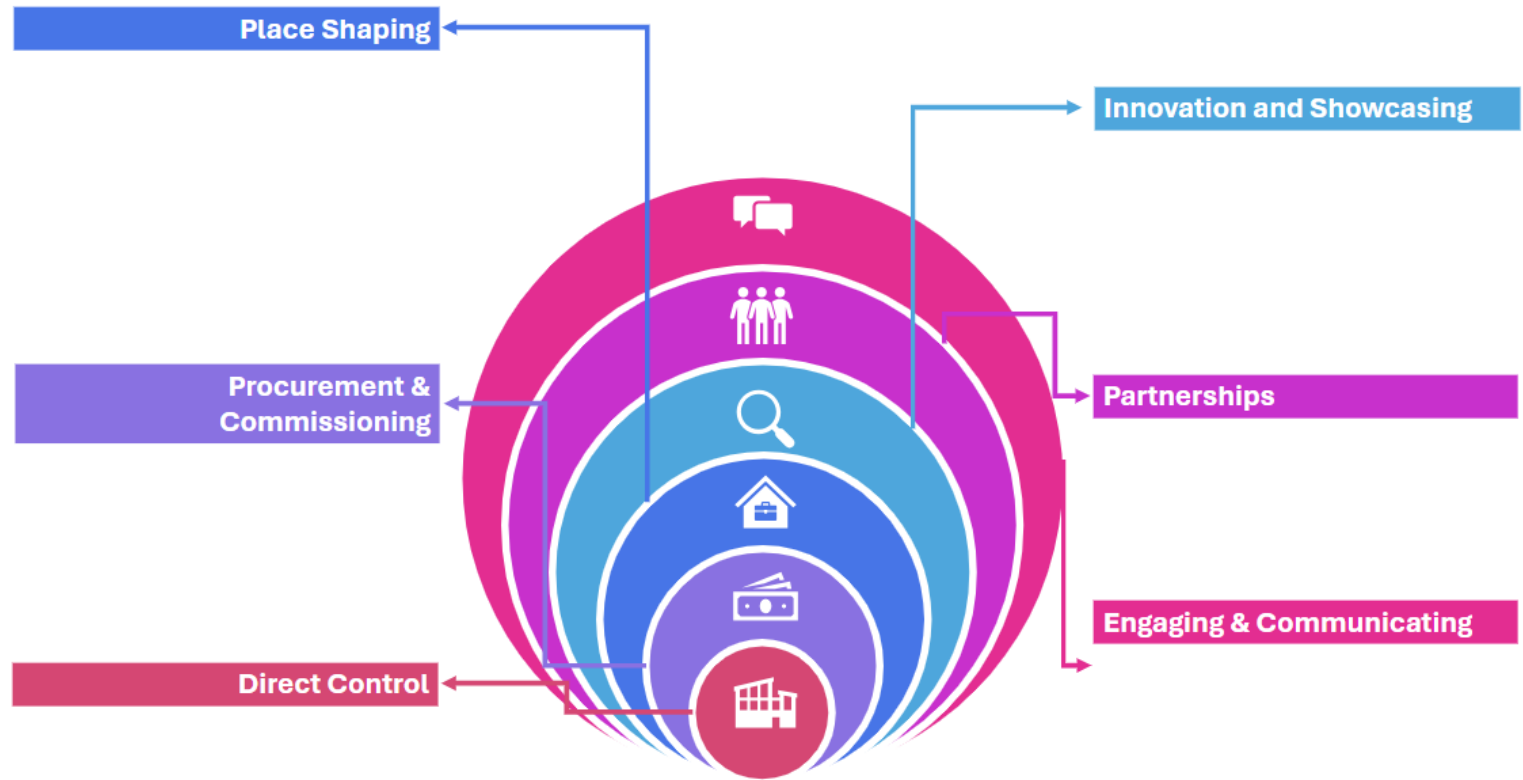 Place Shaping
Innovation and Showcasing
Procurement &
Commissioning
Partnerships
Engaging & Communicating
Direct Control